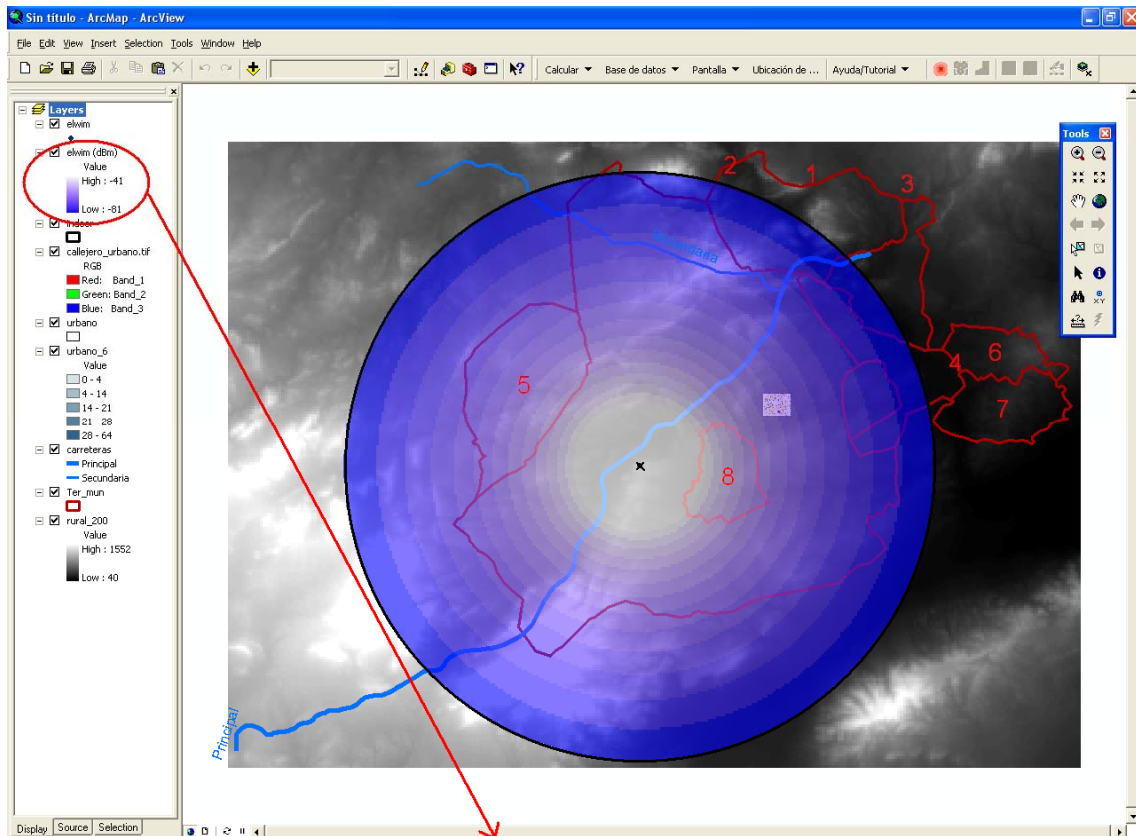 Sin título - ArcMap - ArcView
File Edit View Insert Selection Tools Window Help
Calcular Base de datos Pantalla Ubicación de ... Ayuda/Tutorial
Layers
elwim
elwim (dBm)
Value
High : -41
Low : -81
indoor
callejero_urbano.tif
RGB
Red: Band_1
Green: Band_2
Blue: Band_3
urbano
urbano_6
Value
0 - 4
4 - 14
14 - 21
21 28
28 - 64
carreteras
Principal
Secundaria
Ter_mun
rural_200
Value
High : 1552
Low : 40
Display Source Selection
Tools
XY
2
1
3
Secundaria
6
4
5
7
8
Principal